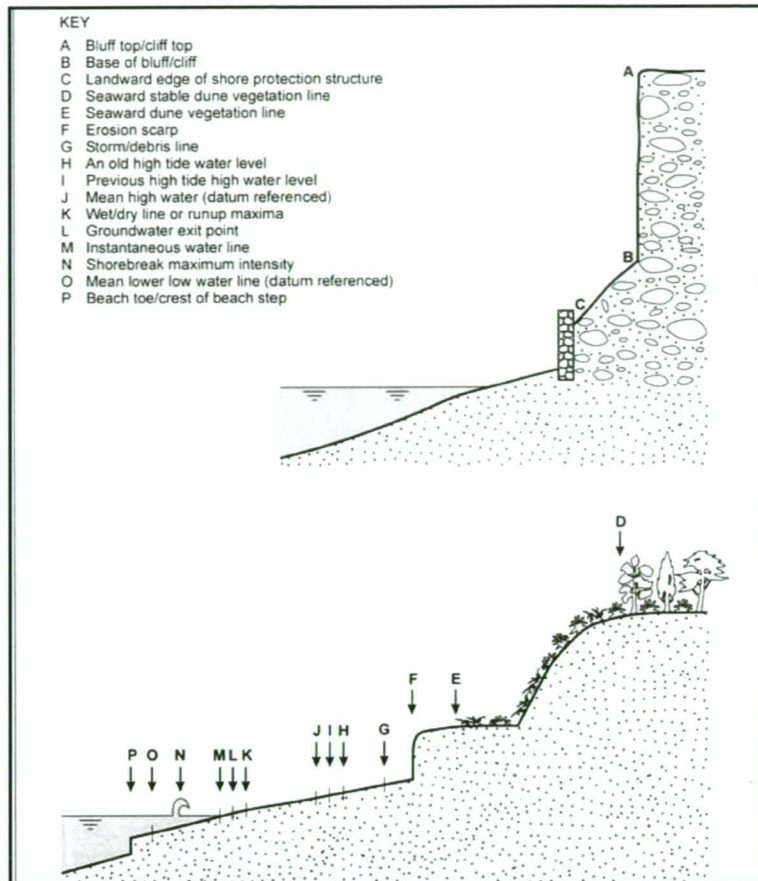 KEY
A Bluff top/cliff top
B Base of bluff/cliff
C Landward edge of shore protection structure
D Seaward stable dune vegetation line
E Seaward dune vegetation line
F Erosion scarp
G Storm/debris line
H An old high tide water level
I Previous high tide high water level
J Mean high water (datum referenced)
K Wet/dry line or runup maxima
L Groundwater exit point
M Instantaneous water line
N Shorebreak maximum intensity
O Mean lower low water line (datum referenced)
P Beach toe/crest of beach step
A
B
C
D
F E
J I H G
P O N M L K